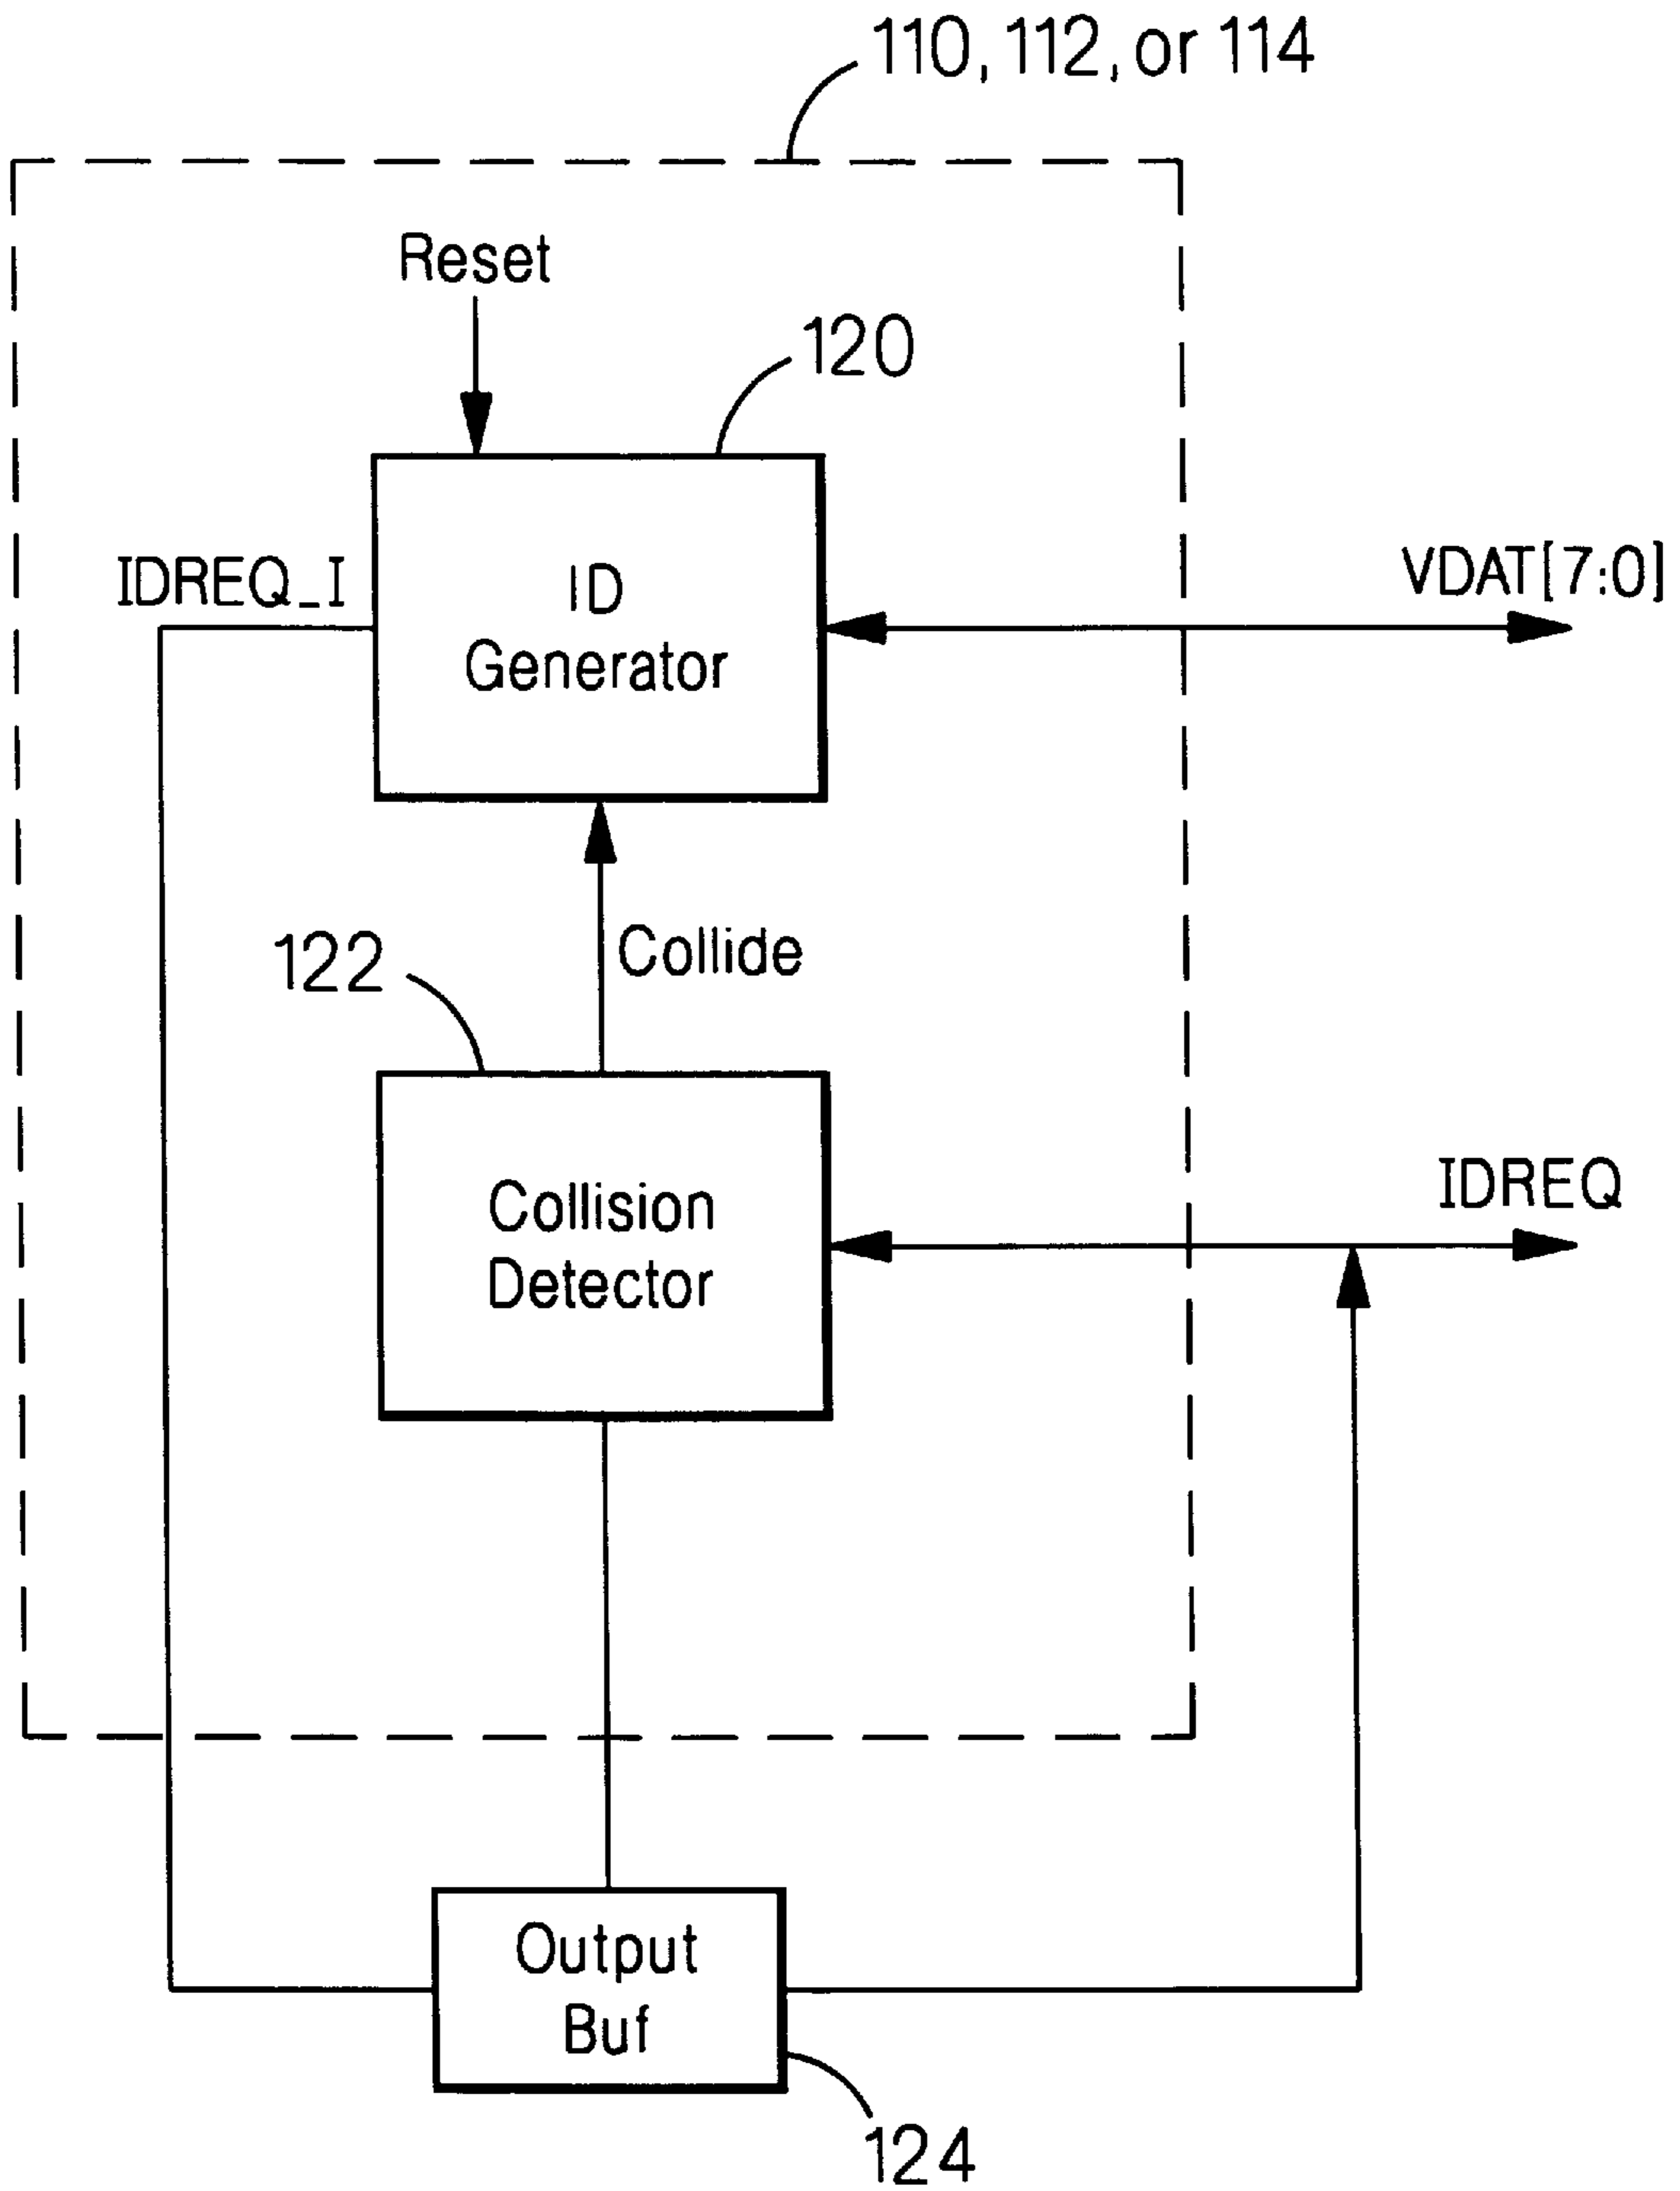 110, 112, or 114
Reset
120
IDREQ_I
ID
Generator
VDAT[7:0]
122
Collide
Collision
Detector
IDREQ
Output
Buf
124